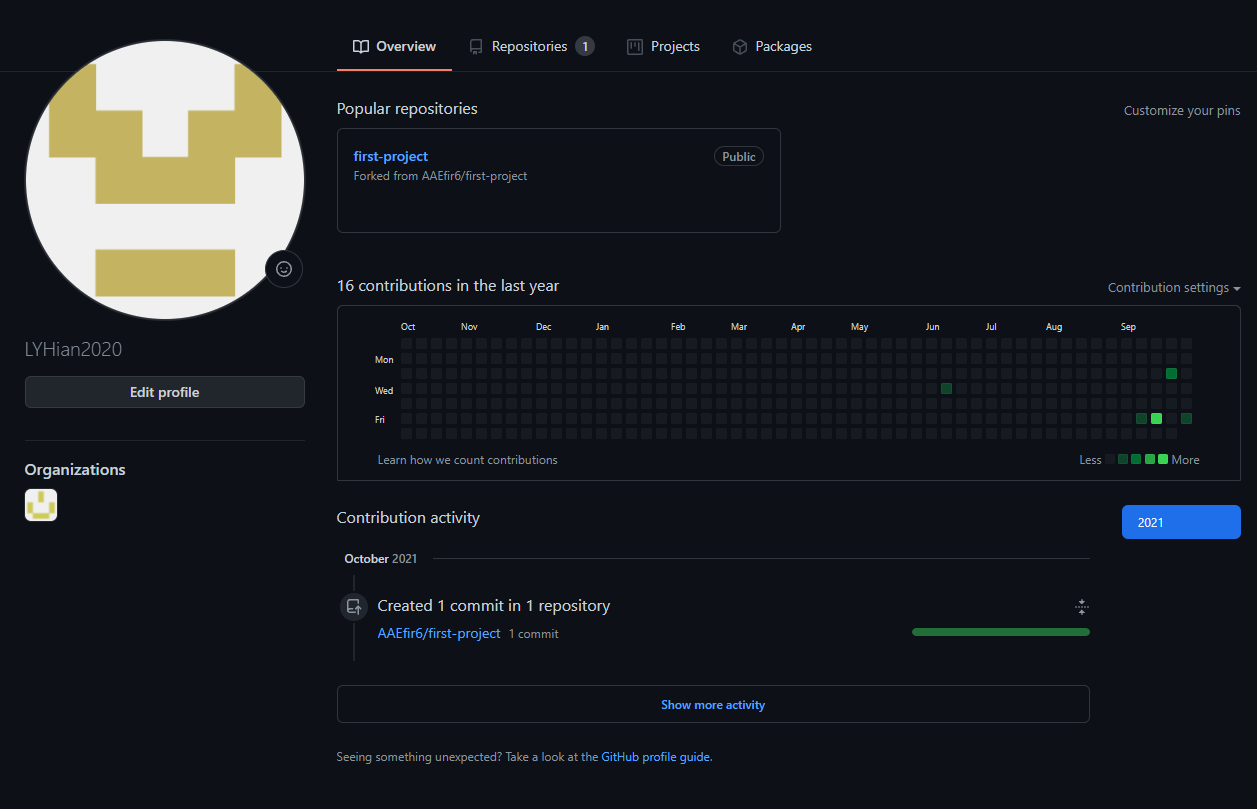 Overview Repositories 1 Projects Packages
Popular repositories
Customize your pins
first-project Public
Forked from AAEfir6/first-project
16 contributions in the last year
Contribution settings
Oct Nov Dec Jan Feb Mar Apr May Jun Jul Aug Sep
Mon
Wed
Fri
Learn how we count contributions
Less More
LYHian2020
Edit profile
Organizations
Contribution activity
2021
October 2021
Created 1 commit in 1 repository
AAEfir6/first-project 1 commit
Show more activity
Seeing something unexpected? Take a look at the GitHub profile guide.